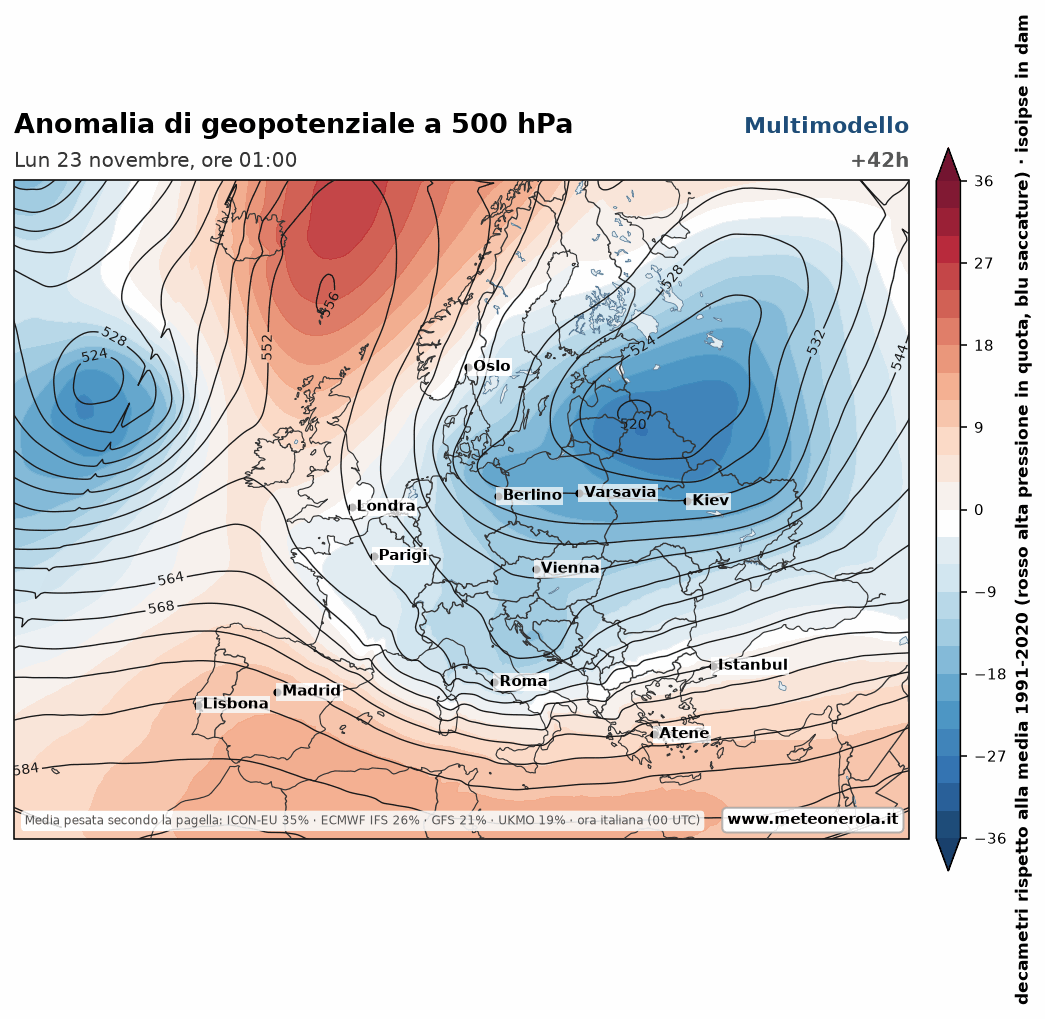 Anomalia di geopotenziale a 500 hPa
Multimodello
Lun 23 novembre, ore 01:00
+42h
528
524
556
552
528
524
520
532
544
564
568
584
Oslo
Berlino
Varsavia
Kiev
Londra
Parigi
Vienna
Roma
Istanbul
Madrid
Lisbona
Atene
Media pesata secondo la pagella: ICON-EU 35% · ECMWF IFS 26% · GFS 21% · UKMO 19% · ora italiana (00 UTC)
www.meteonerola.it
36
27
18
9
0
−9
−18
−27
−36
decametri rispetto alla media 1991-2020 (rosso alta pressione in quota, blu saccature) · isoipse in dam